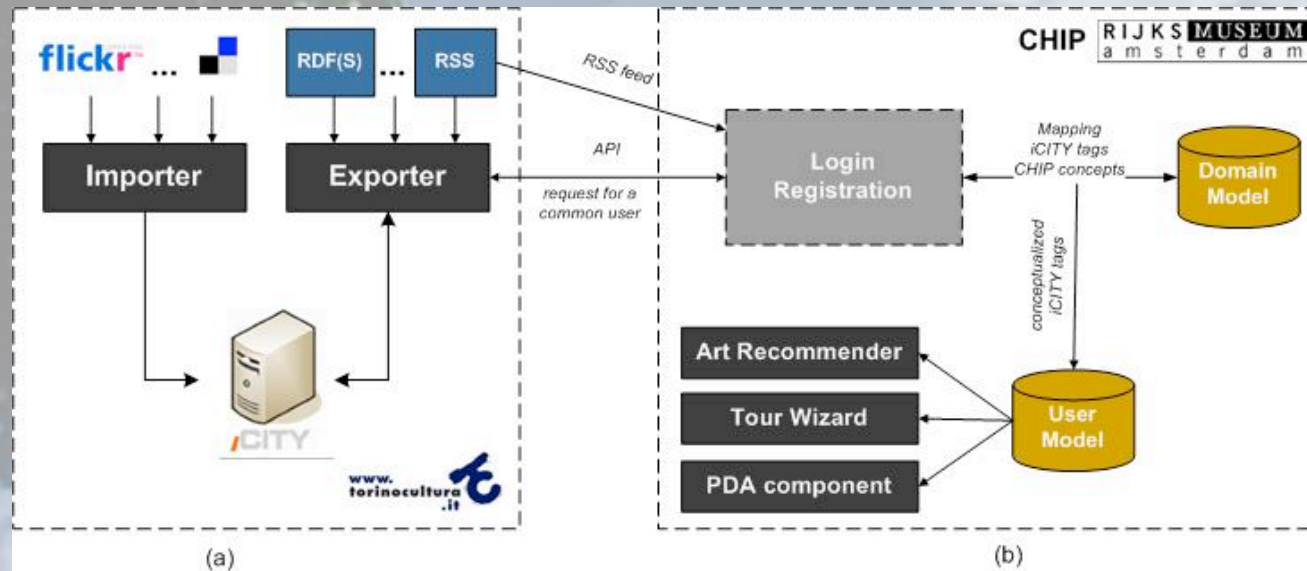 flickr
...
RDF(S)
...
RSS
Importer
Exporter
iCITY
www.
torinocultura
.it
(a)
RSS feed
API
request for a
common user
CHIP
RIJKS MUSEUM
amsterdam
Login
Registration
Mapping
iCITY tags
CHIP concepts
Domain
Model
conceptualized
iCITY tags
Art Recommender
Tour Wizard
PDA component
User
Model
(b)